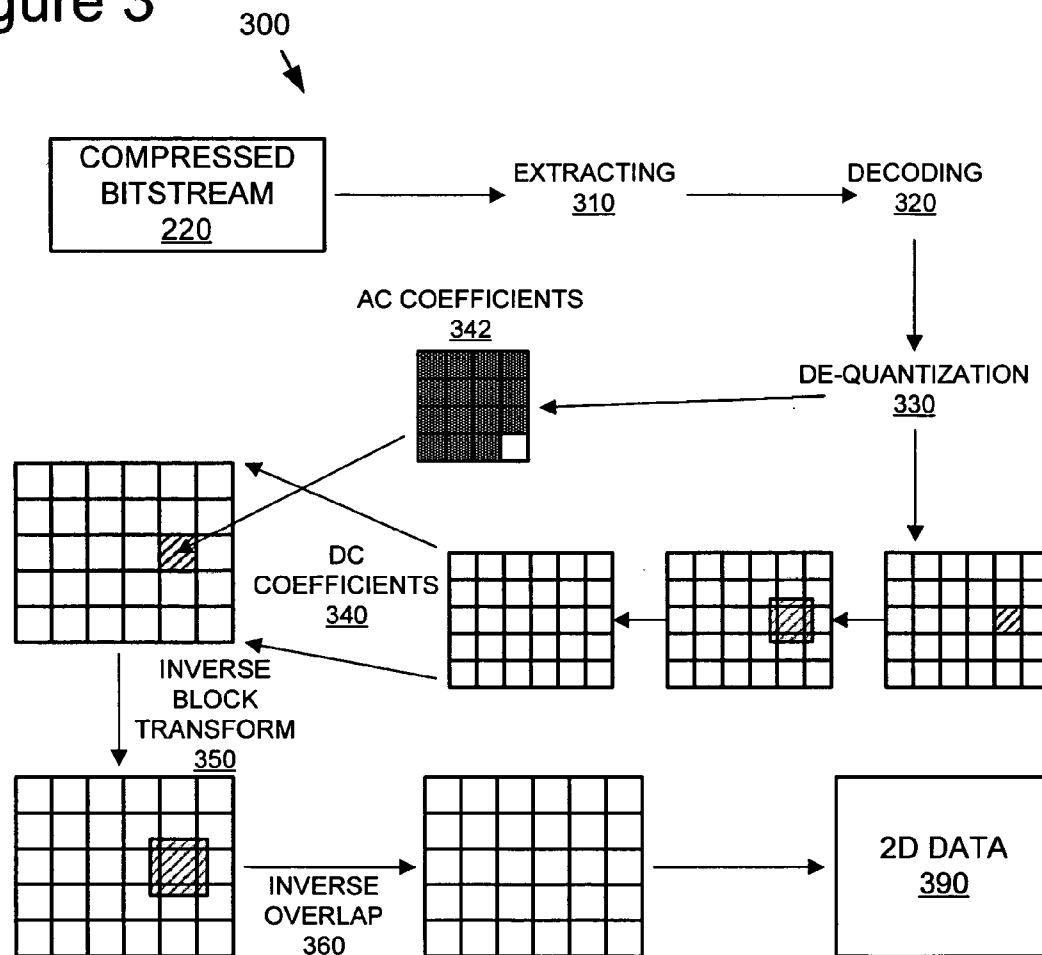 gure 3
300
COMPRESSED
BITSTREAM
220
EXTRACTING
310
DECODING
320
AC COEFFICIENTS
342
DE-QUANTIZATION
330
DC
COEFFICIENTS
340
INVERSE
BLOCK
TRANSFORM
350
INVERSE
OVERLAP
360
2D DATA
390